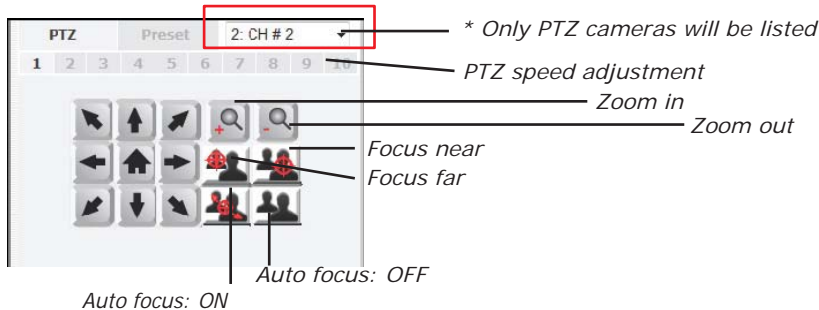 PTZ Preset 2: CH # 2
* Only PTZ cameras will be listed
1 2 3 4 5 6 7 8 9 10
PTZ speed adjustment
Zoom in
Zoom out
Focus near
Focus far
Auto focus: OFF
Auto focus: ON